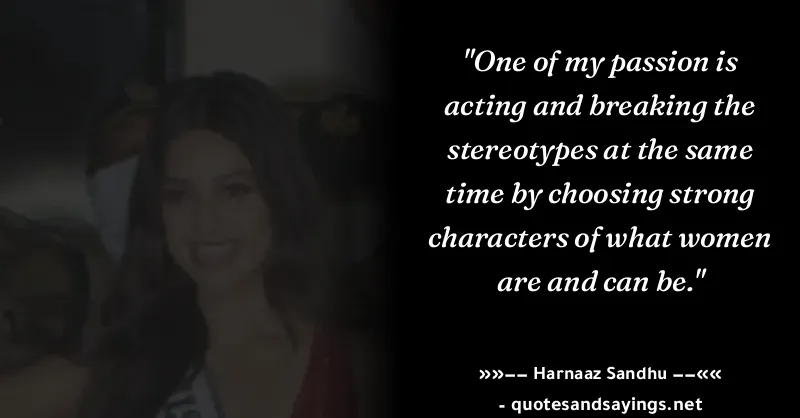 "One of my passion is
acting and breaking the
stereotypes at the same
time by choosing strong
characters of what women
are and can be."
»»–– Harnaaz Sandhu ––««
- quotesandsayings.net